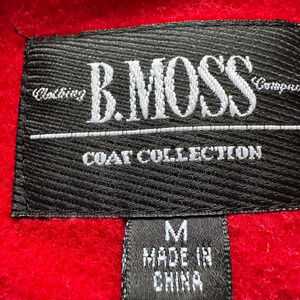 Clothing B.MOSS Company
COAT COLLECTION
M
MADE IN
CHINA